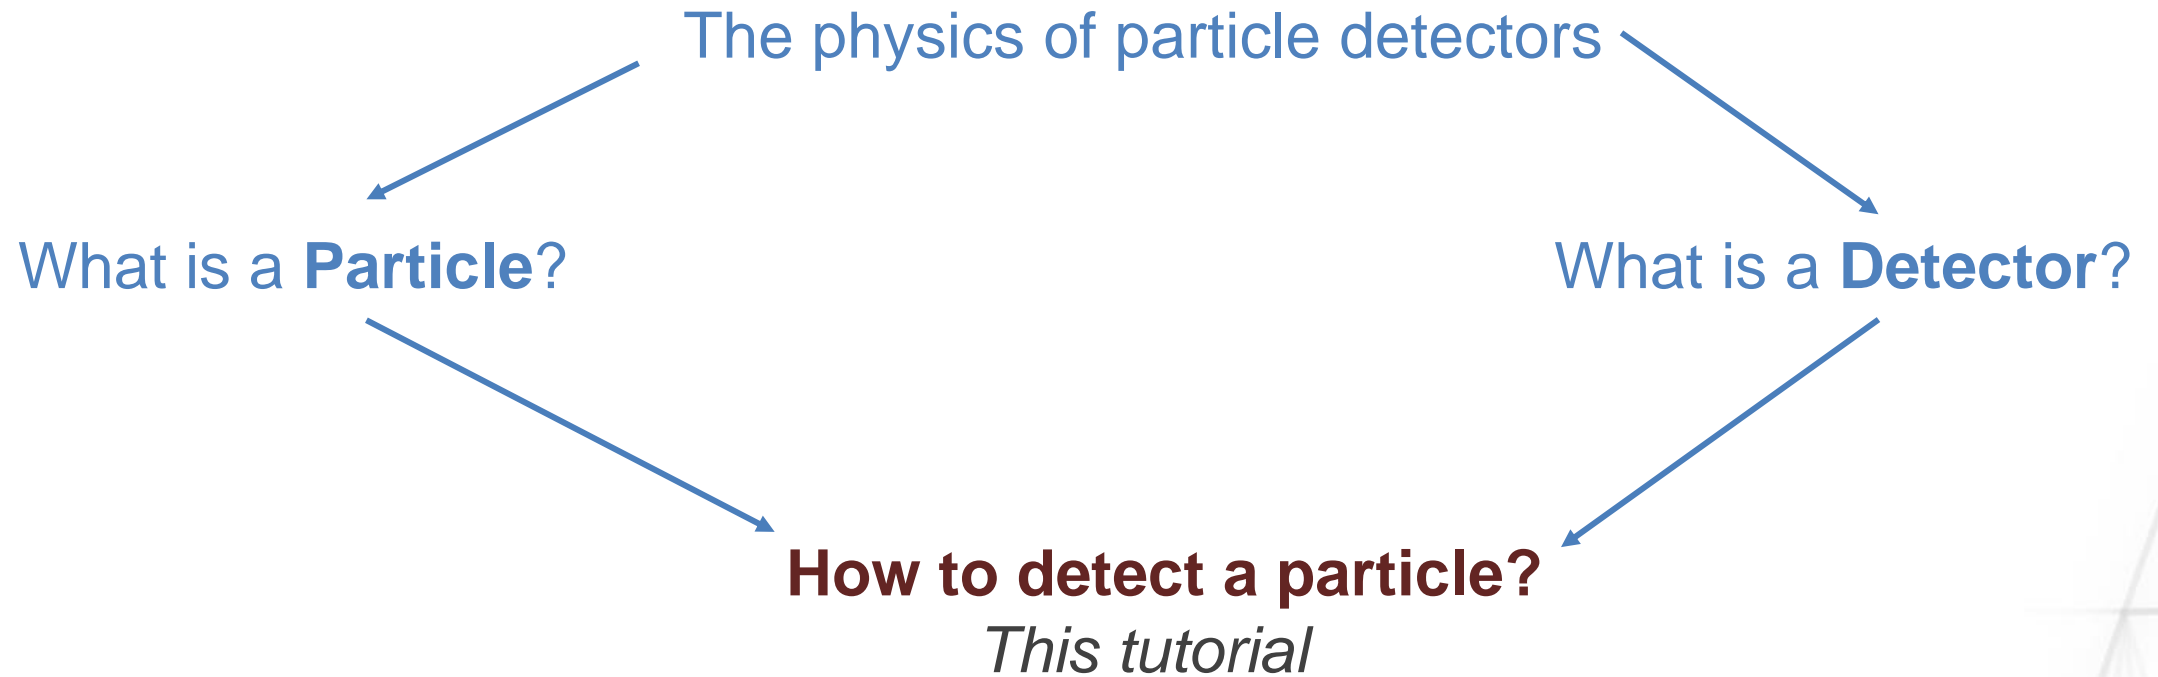 The physics of particle detectors
What is a Particle?
What is a Detector?
How to detect a particle?
This tutorial